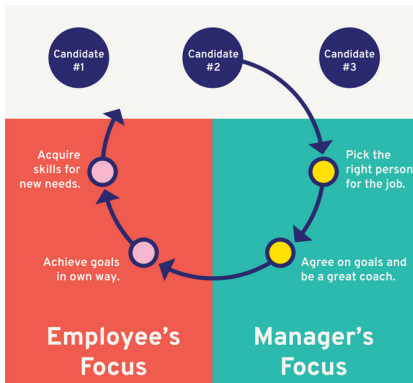 Candidate
#1
Candidate
#2
Candidate
#3
Acquire
skills for
new needs.
Pick the
right person
for the job.
Achieve goals
in own way.
Agree on goals and
be a great coach.
Employee's
Focus
Manager's
Focus